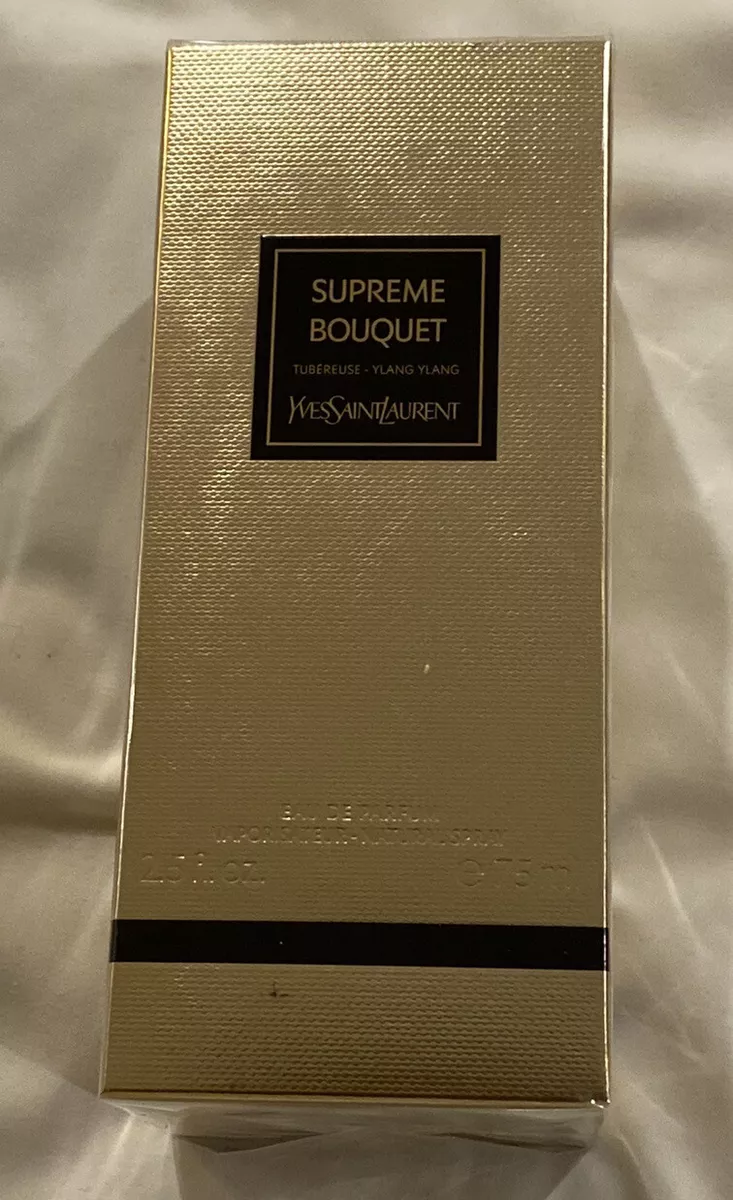 SUPREME
BOUQUET
TUBÉREUSE - YLANG YLANG
YVESSAINTLAURENT
EAU DE PARFUM
VAPORISATEUR-NATURAL SPRAY
2.5 fl. oz. ℮ 75 ml